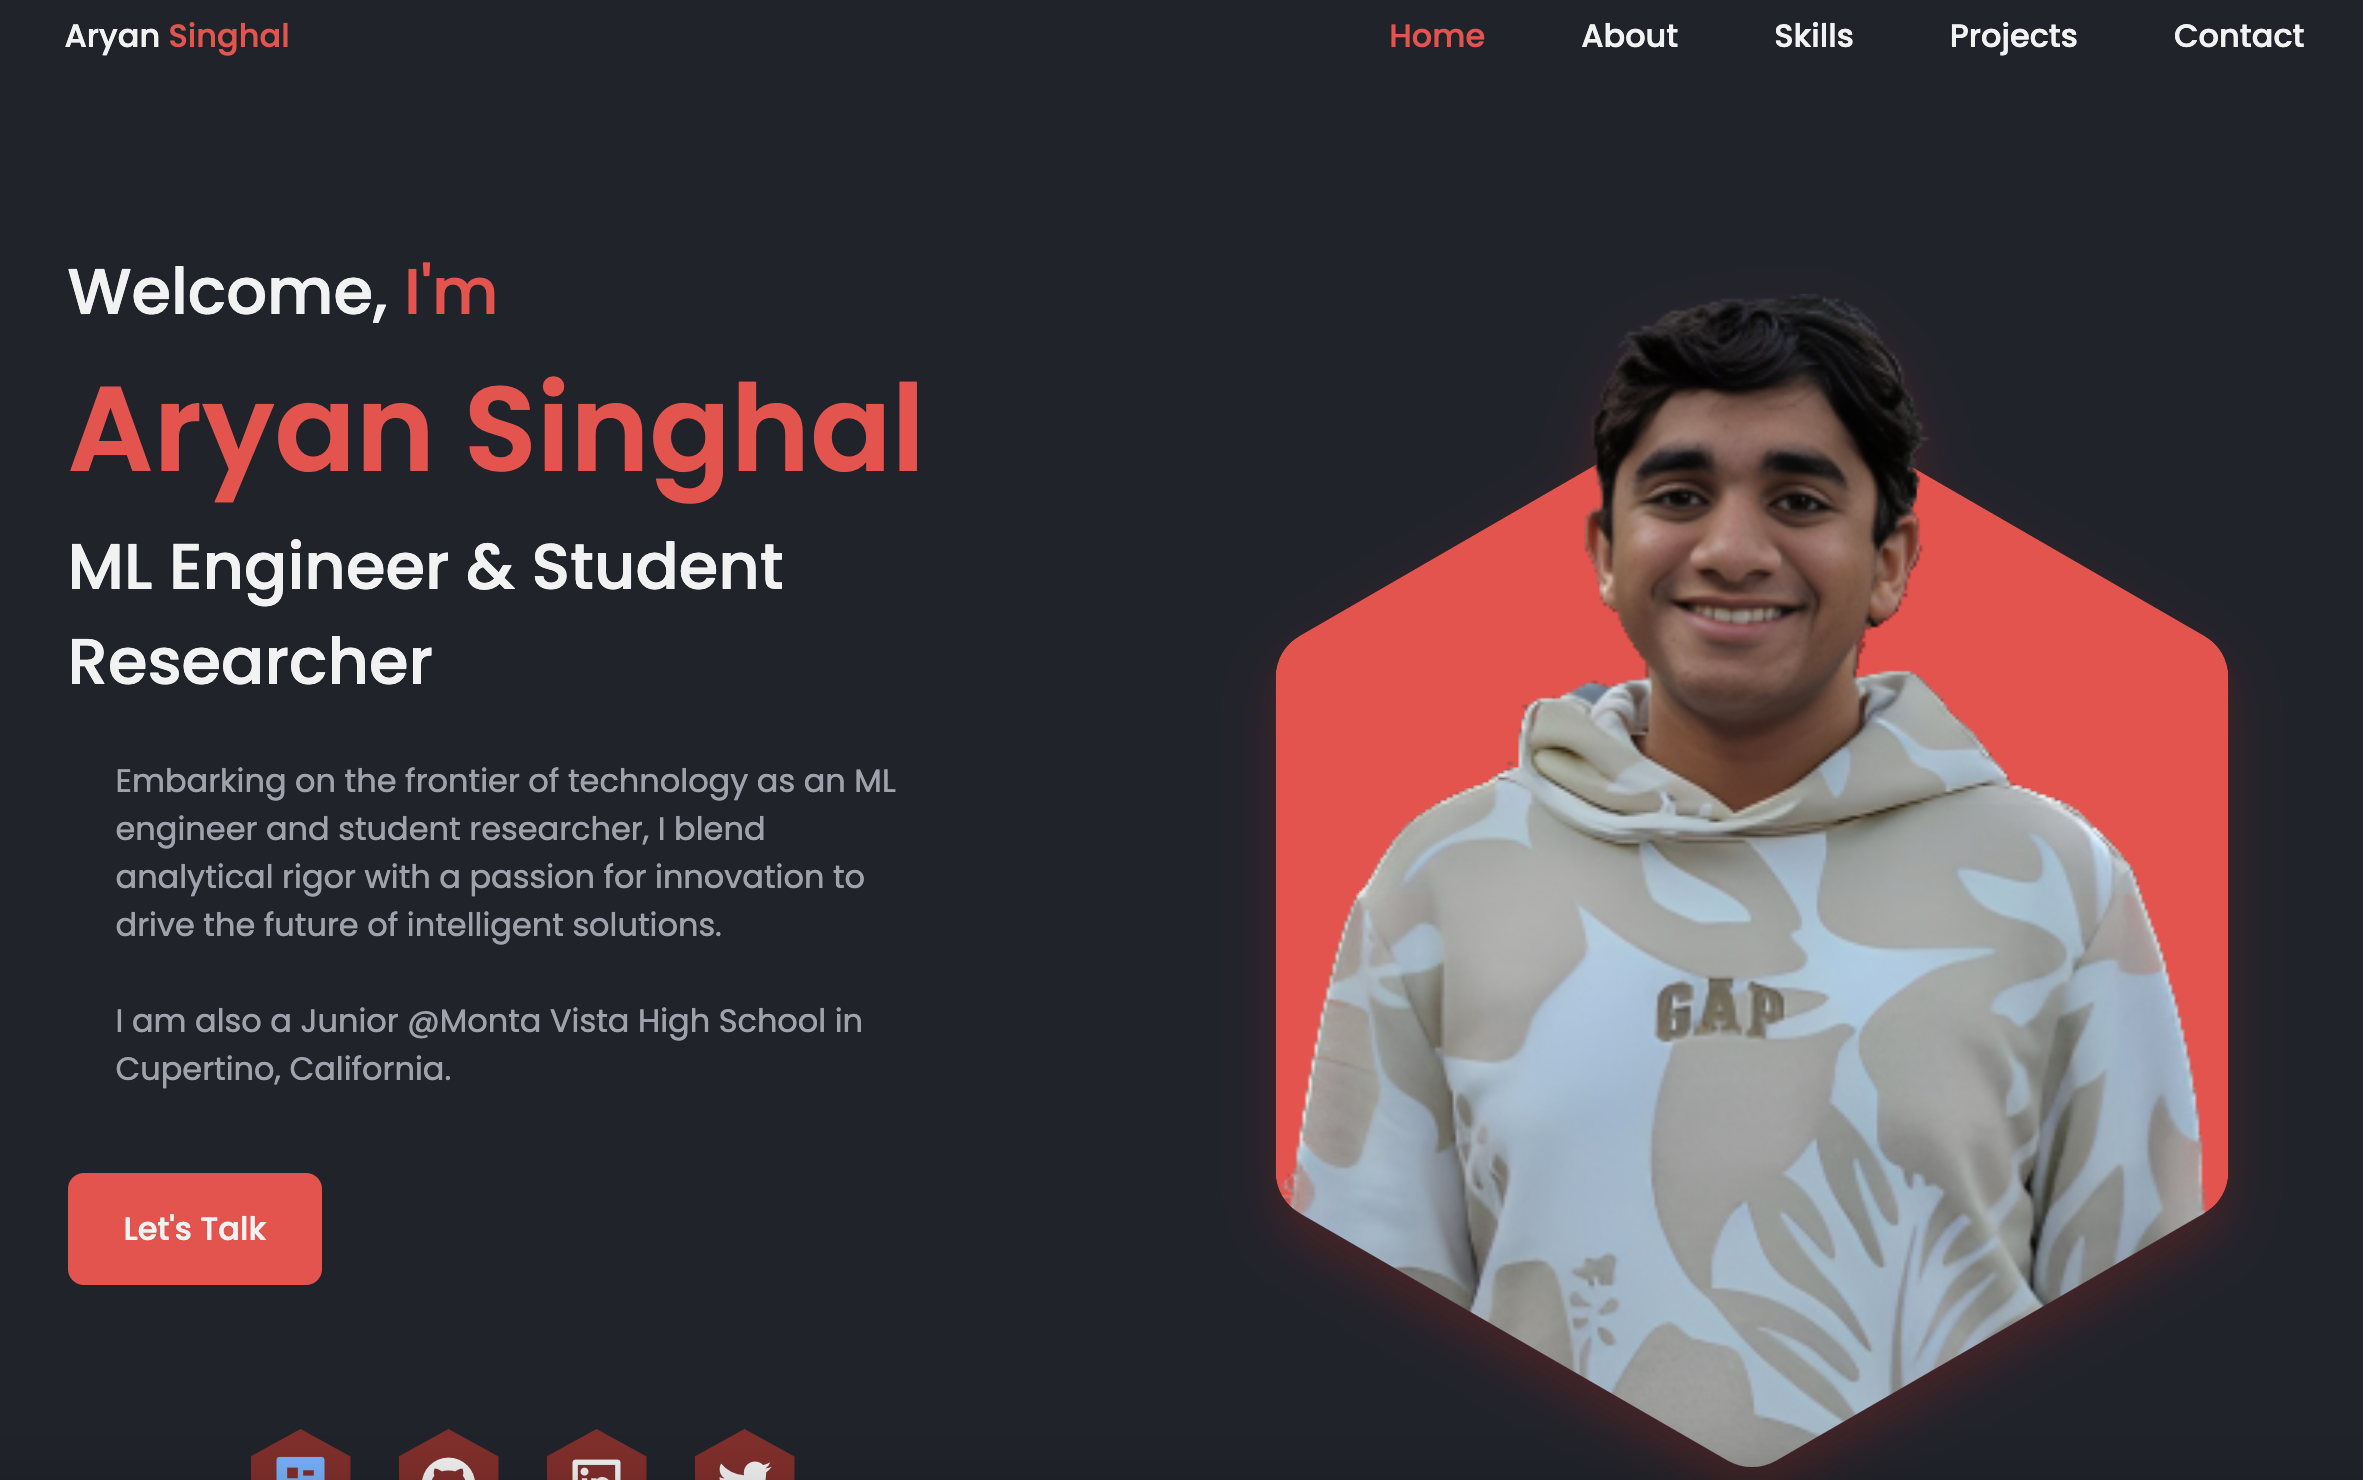 Aryan Singhal
Home
About
Skills
Projects
Contact
Welcome, I'm
Aryan Singhal
ML Engineer & Student
Researcher
Embarking on the frontier of technology as an ML
engineer and student researcher, I blend
analytical rigor with a passion for innovation to
drive the future of intelligent solutions.
I am also a Junior @Monta Vista High School in
Cupertino, California.
Let's Talk
GAP
in